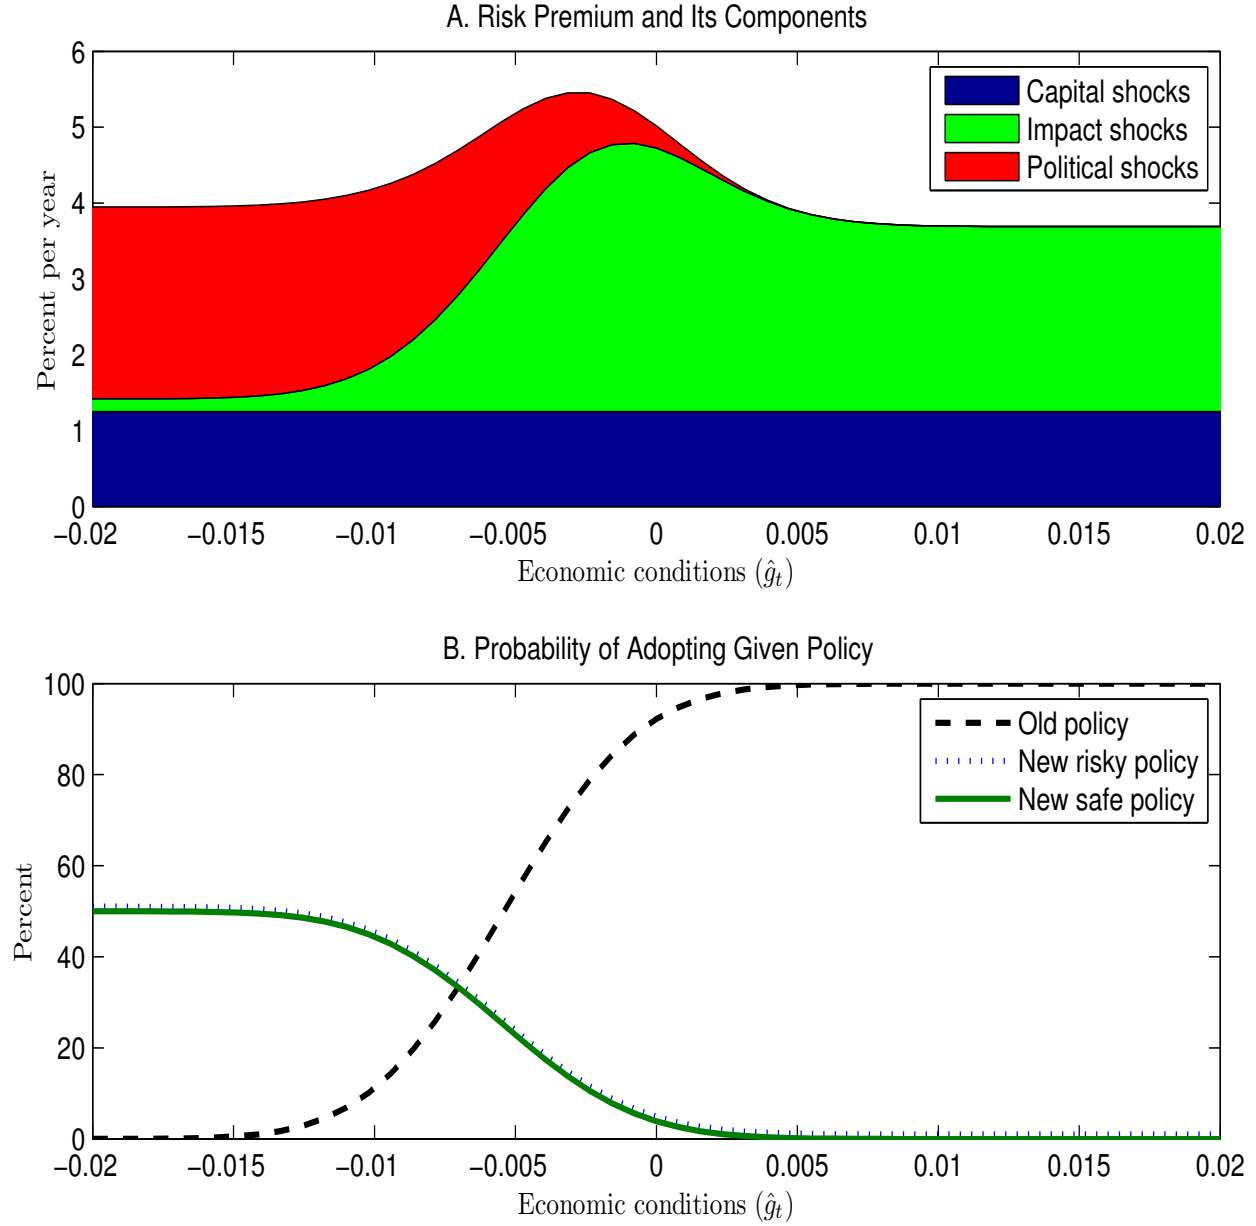 A. Risk Premium and Its Components
6
5
4
3
2
1
0
Percent per year
Capital shocks
Impact shocks
Political shocks
−0.02 −0.015 −0.01 −0.005 0 0.005 0.01 0.015 0.02
Economic conditions (ĝt)
B. Probability of Adopting Given Policy
100
80
60
40
20
0
Percent
Old policy
New risky policy
New safe policy
−0.02 −0.015 −0.01 −0.005 0 0.005 0.01 0.015 0.02
Economic conditions (ĝt)